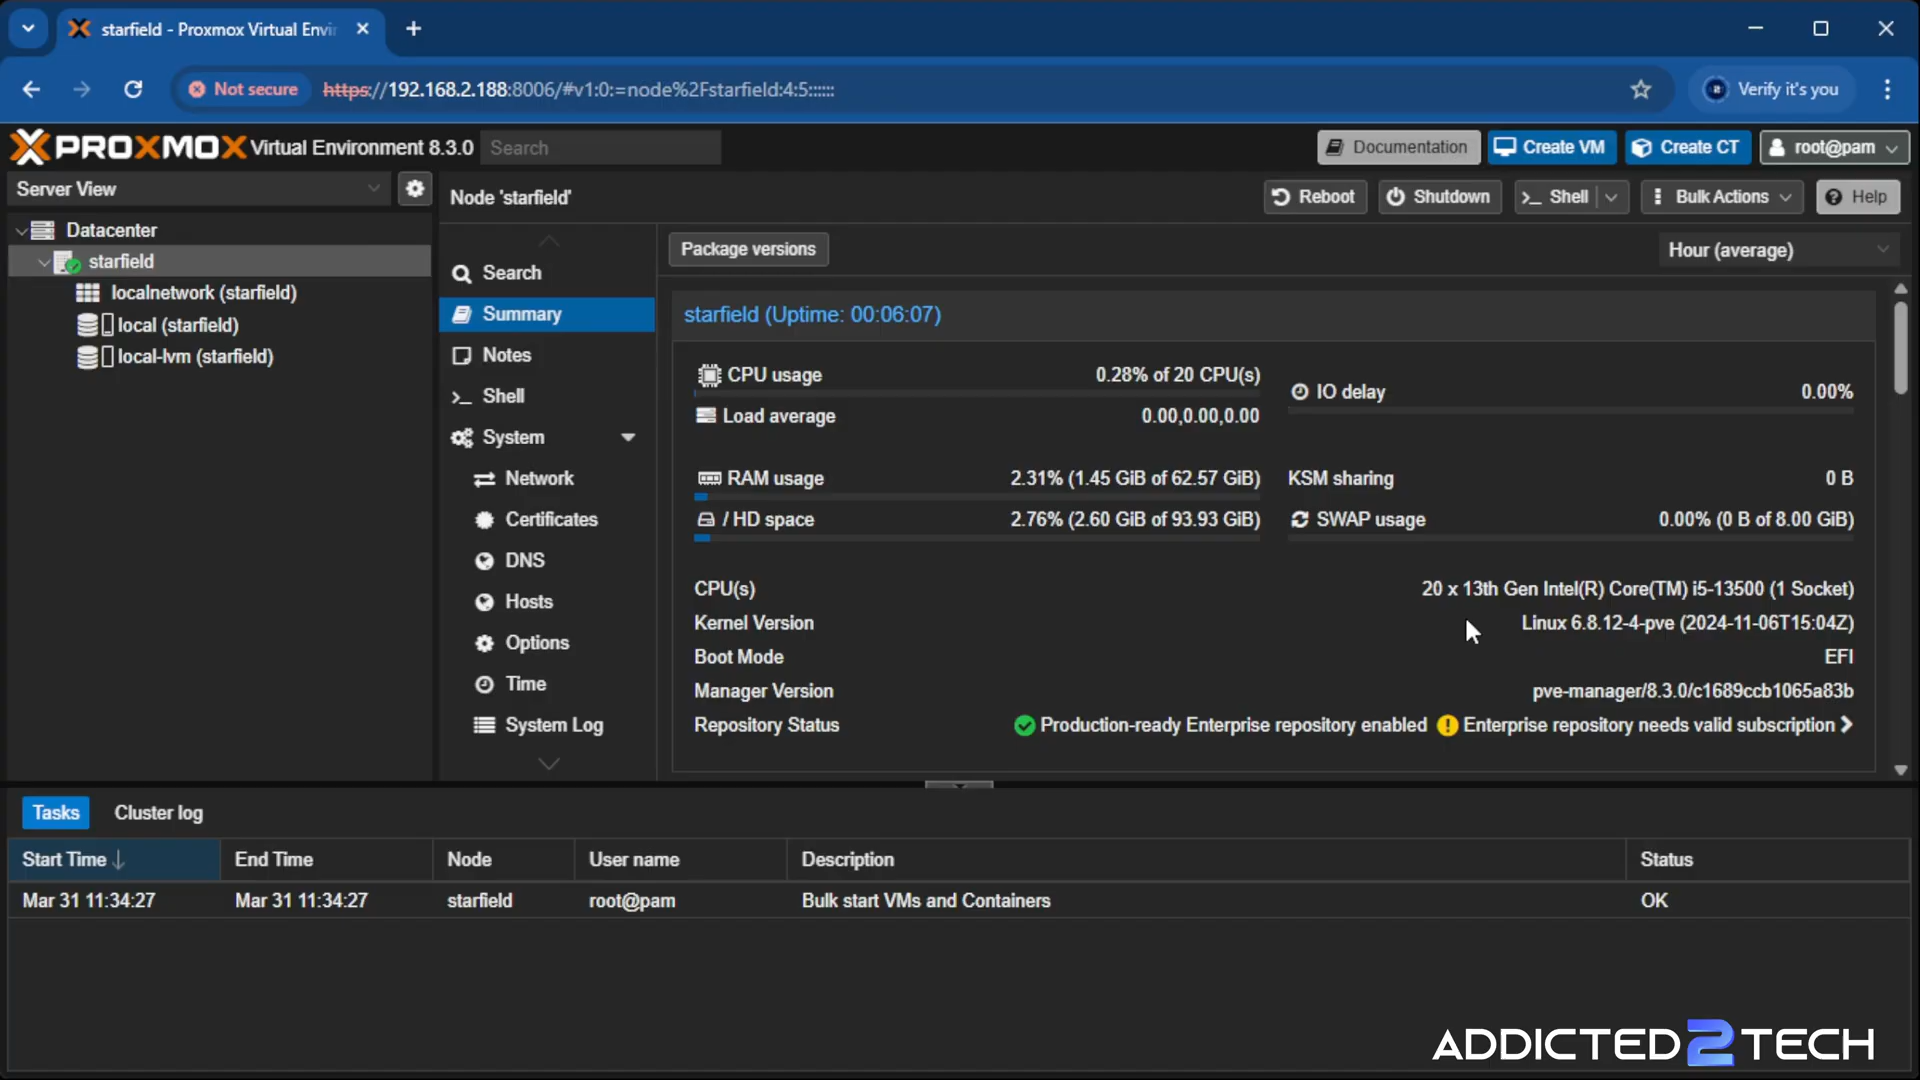 starfield - Proxmox Virtual Envir
Not secure https://192.168.2.188:8006/#v1:0:=node%2Fstarfield:4:5:::::: Verify it's you
PROXMOX Virtual Environment 8.3.0 Search Documentation Create VM Create CT root@pam
Server View
Node 'starfield' Reboot Shutdown Shell Bulk Actions Help
Datacenter
starfield
localnetwork (starfield)
local (starfield)
local-lvm (starfield)
Search
Summary
Notes
Shell
System
Network
Certificates
DNS
Hosts
Options
Time
System Log
Package versions Hour (average)
starfield (Uptime: 00:06:07)
CPU usage 0.28% of 20 CPU(s)
IO delay 0.00%
Load average 0.00,0.00,0.00
RAM usage 2.31% (1.45 GiB of 62.57 GiB) KSM sharing 0 B
/ HD space 2.76% (2.60 GiB of 93.93 GiB) SWAP usage 0.00% (0 B of 8.00 GiB)
CPU(s) 20 x 13th Gen Intel(R) Core(TM) i5-13500 (1 Socket)
Kernel Version Linux 6.8.12-4-pve (2024-11-06T15:04Z)
Boot Mode EFI
Manager Version pve-manager/8.3.0/c1689ccb1065a83b
Repository Status Production-ready Enterprise repository enabled Enterprise repository needs valid subscription
Tasks Cluster log
Start Time End Time Node User name Description Status
Mar 31 11:34:27 Mar 31 11:34:27 starfield root@pam Bulk start VMs and Containers OK
ADDICTED2TECH